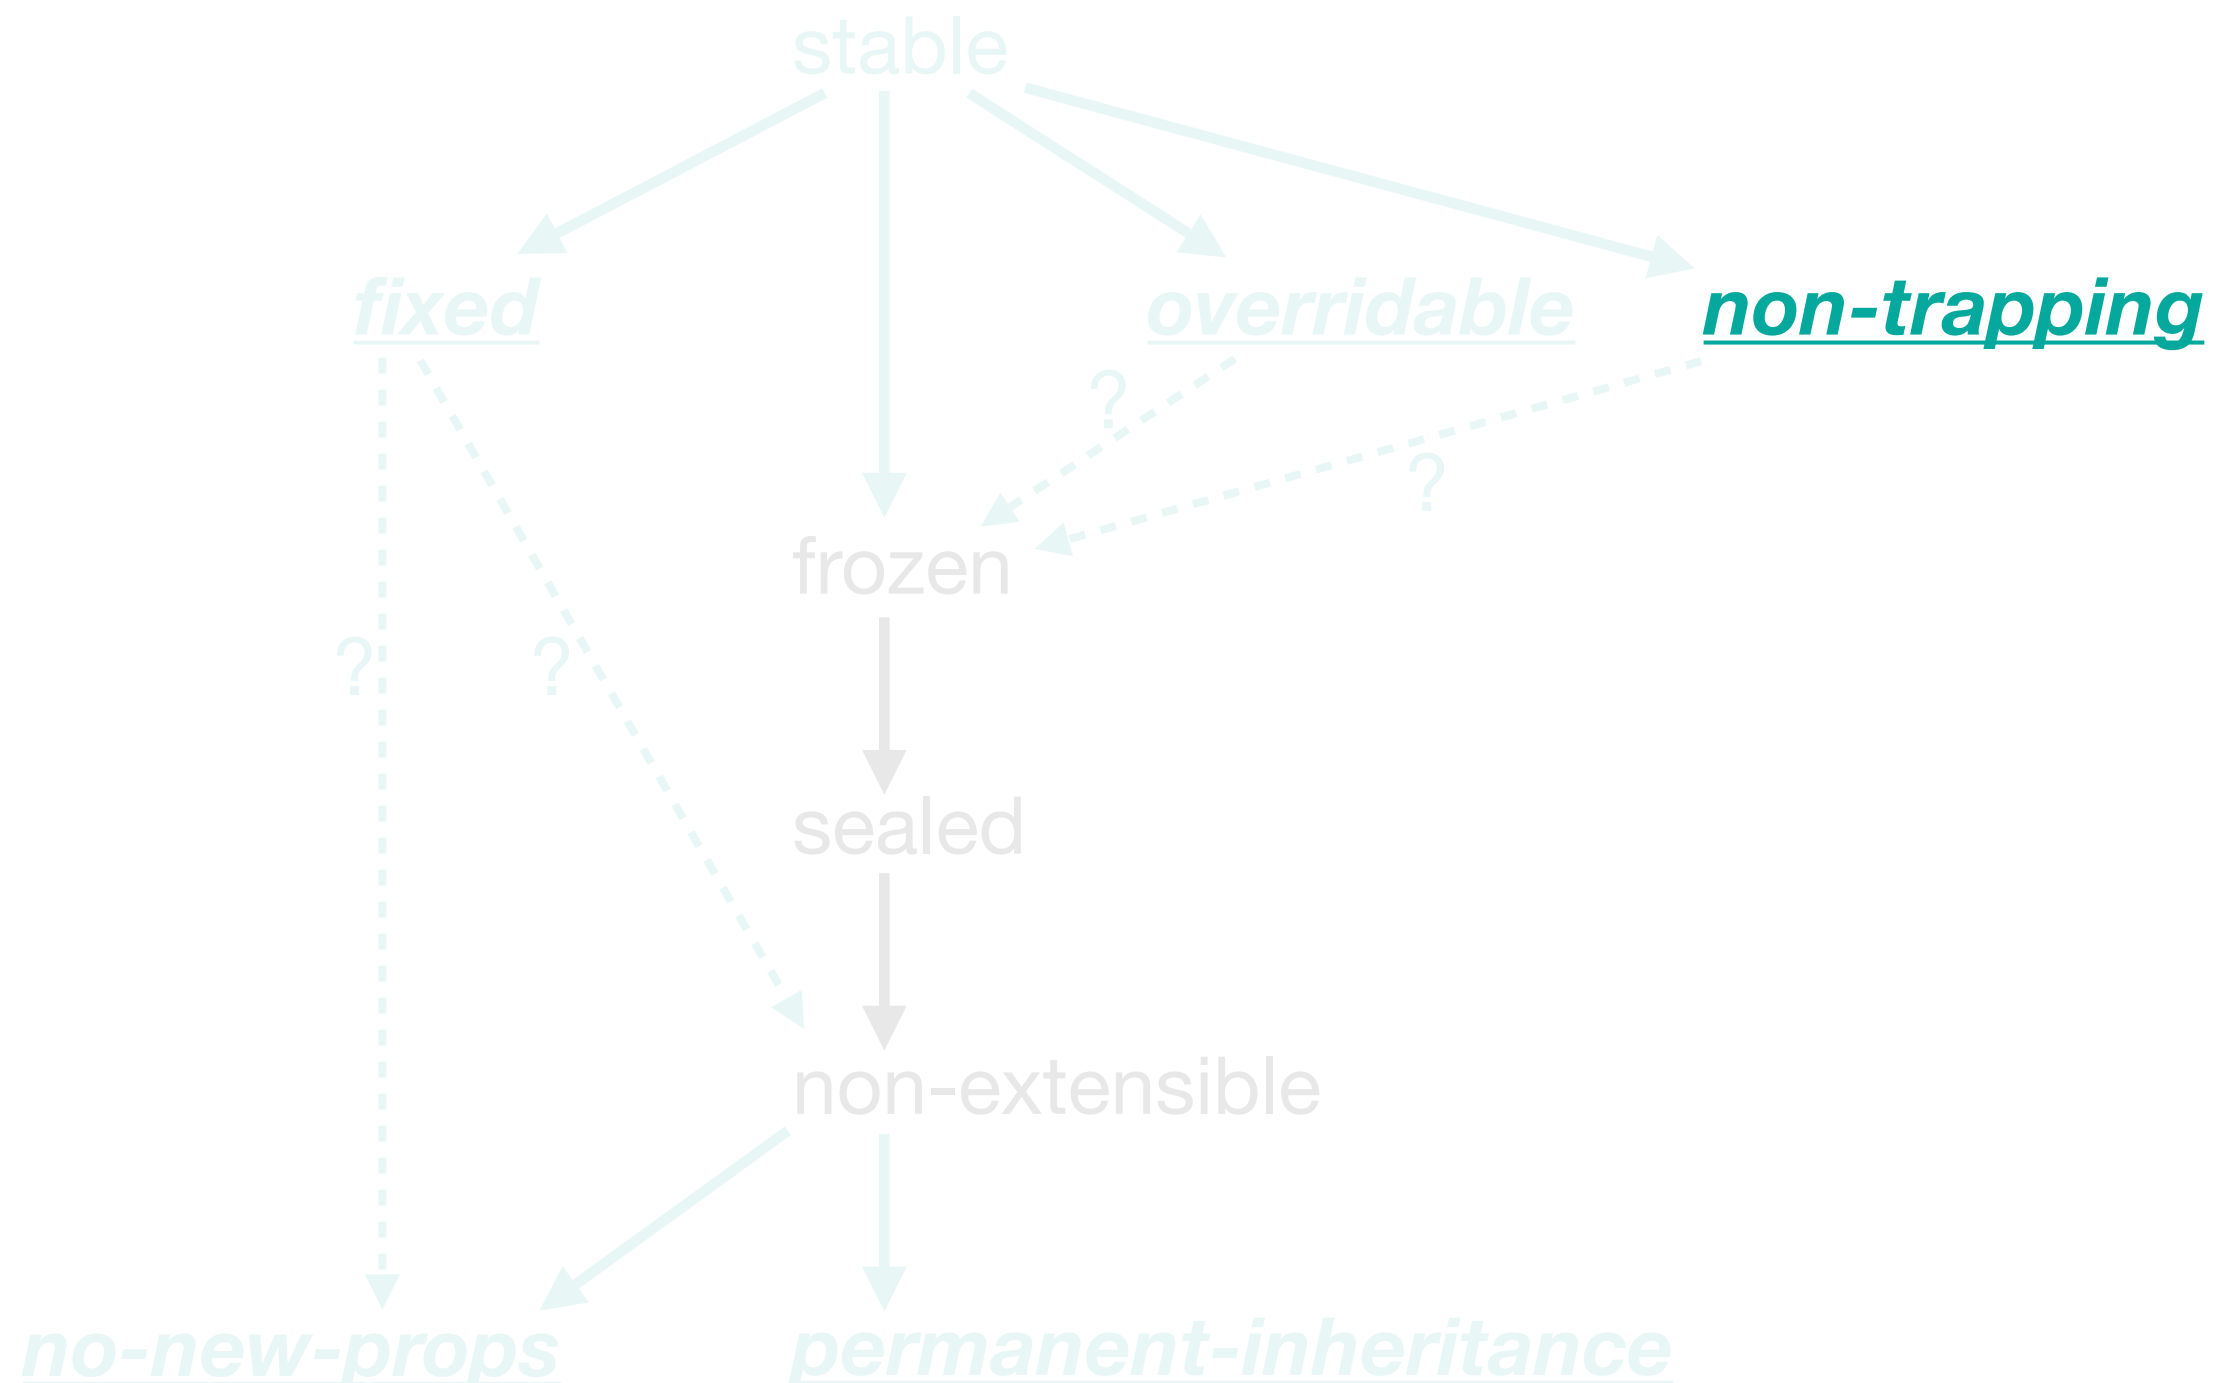 stable
fixed
overridable
non-trapping
?
?
frozen
?
?
sealed
non-extensible
no-new-props
permanent-inheritance